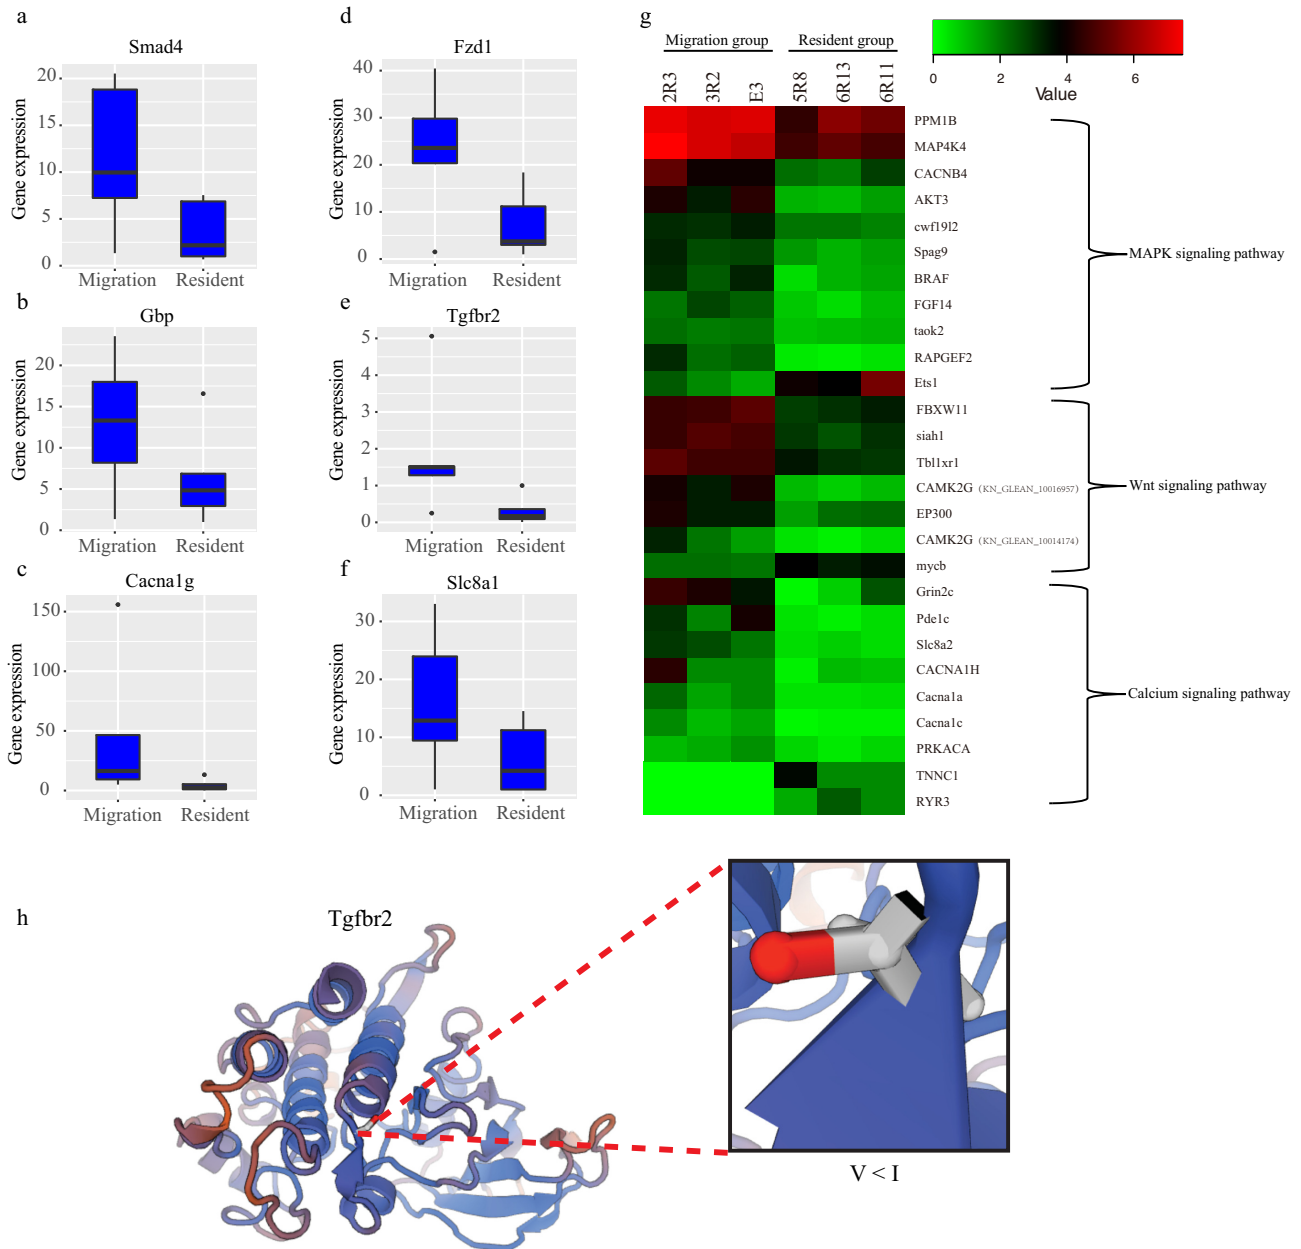 a
Smad4
Gene expression
20
15
10
5
0
Migration Resident
b
Gbp
Gene expression
20
15
10
5
0
Migration Resident
c
Cacna1g
Gene expression
150
100
50
0
Migration Resident
d
Fzd1
Gene expression
40
30
20
10
0
Migration Resident
e
Tgfbr2
Gene expression
5
4
3
2
1
0
Migration Resident
f
Slc8a1
Gene expression
30
20
10
0
Migration Resident
g
Migration group Resident group
2R3 3R2 E3 5R8 6R13 6R11
0 2 4 6
Value
PPM1B
MAP4K4
CACNB4
AKT3
cwf19l2
Spag9
BRAF
FGF14
taok2
RAPGEF2
Ets1
MAPK signaling pathway
FBXW11
siah1
Tbl1xr1
CAMK2G (KN_GLEAN_10016957)
EP300
CAMK2G (KN_GLEAN_10014174)
mycb
Wnt signaling pathway
Grin2c
Pde1c
Slc8a2
CACNA1H
Cacna1a
Cacna1c
PRKACA
TNNC1
RYR3
Calcium signaling pathway
h
Tgfbr2
V < I